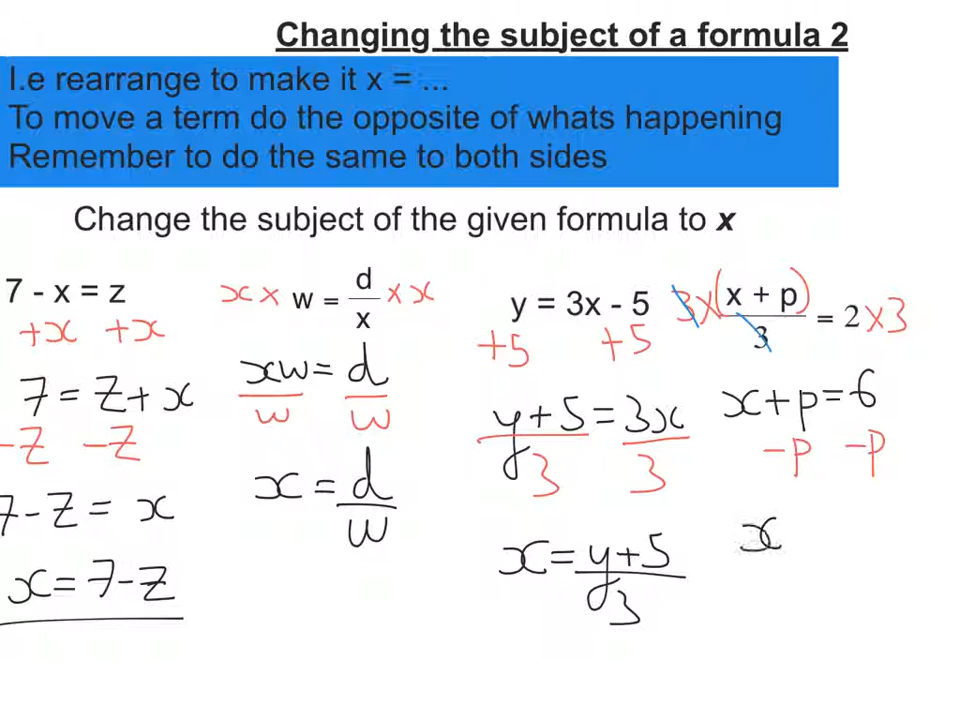 Changing the subject of a formula 2
I.e rearrange to make it x = ...
To move a term do the opposite of whats happening
Remember to do the same to both sides
Change the subject of the given formula to x
7 - x = z
+x +x
7 = z + x
-z -z
7 - z = x
x = 7 - z
x × w = d/x × x
xw = d
w w
x = d/w
y = 3x - 5
+5 +5
y + 5 = 3x
3 3
x = y + 5/3
3 × (x + p)/3 = 2 × 3
x + p = 6
-p -p
x